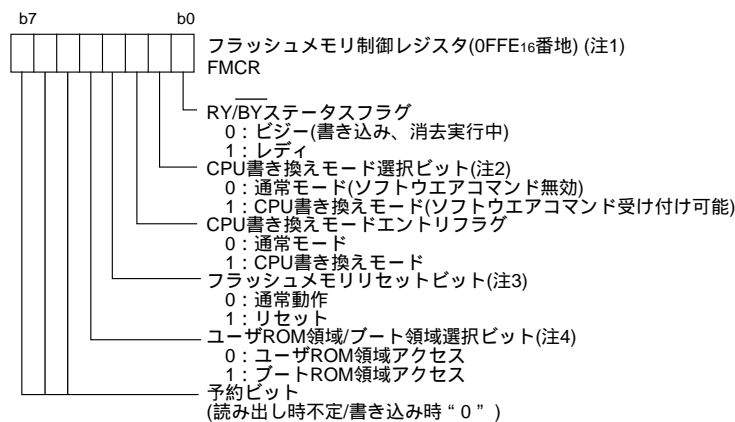 b7 b0
フラッシュメモリ制御レジスタ(0FFE16番地) (注1)
FMCR
RY/BYステータスフラグ
0：ビジー(書き込み、消去実行中)
1：レディ
CPU書き換えモード選択ビット(注2)
0：通常モード(ソフトウエアコマンド無効)
1：CPU書き換えモード(ソフトウエアコマンド受け付け可能)
CPU書き換えモードエントリフラグ
0：通常モード
1：CPU書き換えモード
フラッシュメモリリセットビット(注3)
0：通常動作
1：リセット
ユーザROM領域/ブート領域選択ビット(注4)
0：ユーザROM領域アクセス
1：ブートROM領域アクセス
予約ビット
(読み出し時不定/書き込み時“0”)